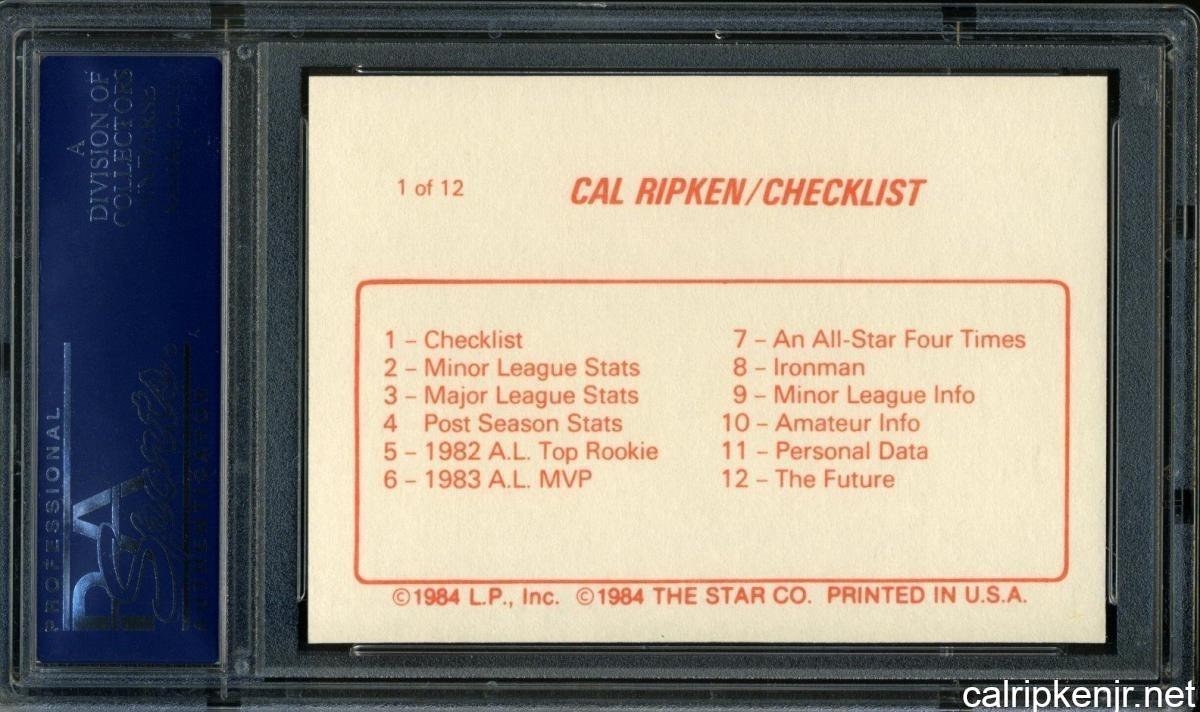 A
DIVISION OF
COLLECTORS
PROFESSIONAL
PSA
Sports
1 of 12
CAL RIPKEN/CHECKLIST
1 – Checklist
2 – Minor League Stats
3 – Major League Stats
4 Post Season Stats
5 – 1982 A.L. Top Rookie
6 – 1983 A.L. MVP
7 – An All-Star Four Times
8 – Ironman
9 – Minor League Info
10 – Amateur Info
11 – Personal Data
12 – The Future
©1984 L.P., Inc. ©1984 THE STAR CO. PRINTED IN U.S.A.
calripkenjr.net